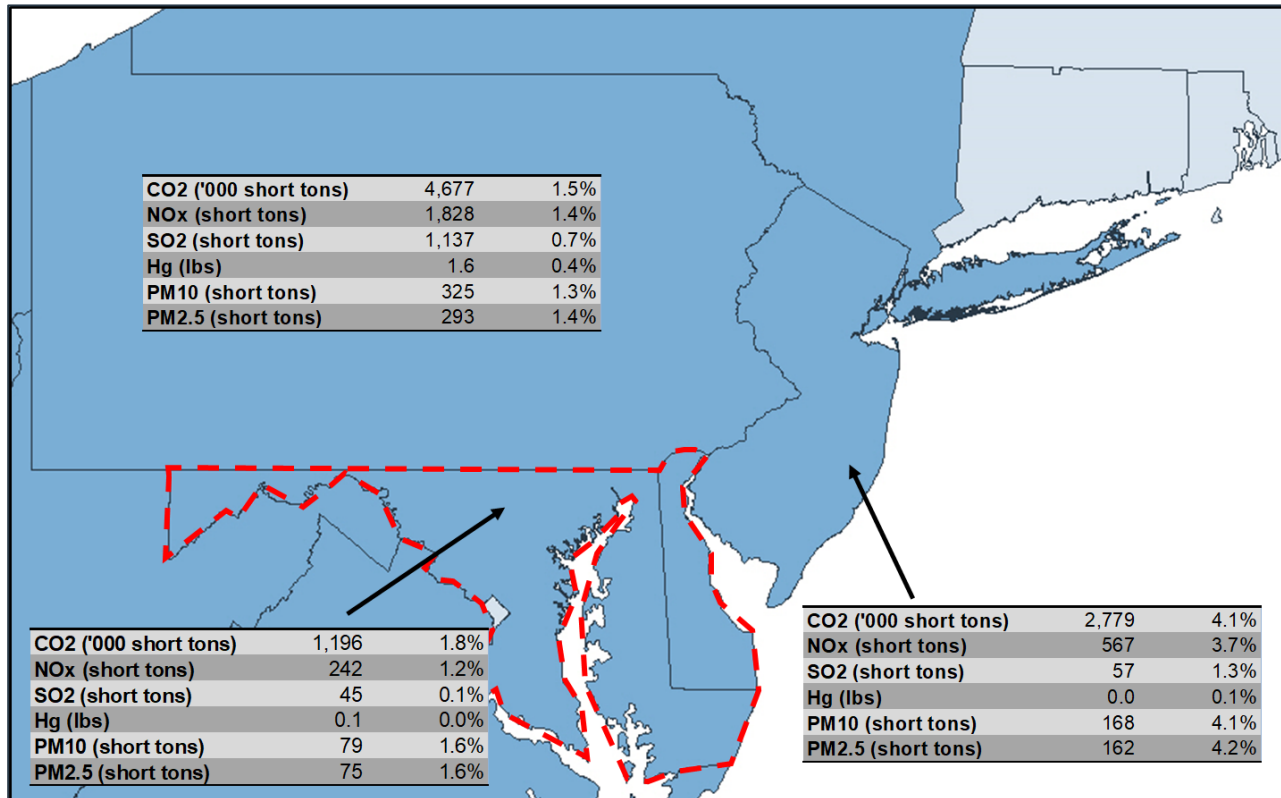 CO2 ('000 short tons) 4,677 1.5%
NOx (short tons) 1,828 1.4%
SO2 (short tons) 1,137 0.7%
Hg (lbs) 1.6 0.4%
PM10 (short tons) 325 1.3%
PM2.5 (short tons) 293 1.4%
CO2 ('000 short tons) 1,196 1.8%
NOx (short tons) 242 1.2%
SO2 (short tons) 45 0.1%
Hg (lbs) 0.1 0.0%
PM10 (short tons) 79 1.6%
PM2.5 (short tons) 75 1.6%
CO2 ('000 short tons) 2,779 4.1%
NOx (short tons) 567 3.7%
SO2 (short tons) 57 1.3%
Hg (lbs) 0.0 0.1%
PM10 (short tons) 168 4.1%
PM2.5 (short tons) 162 4.2%